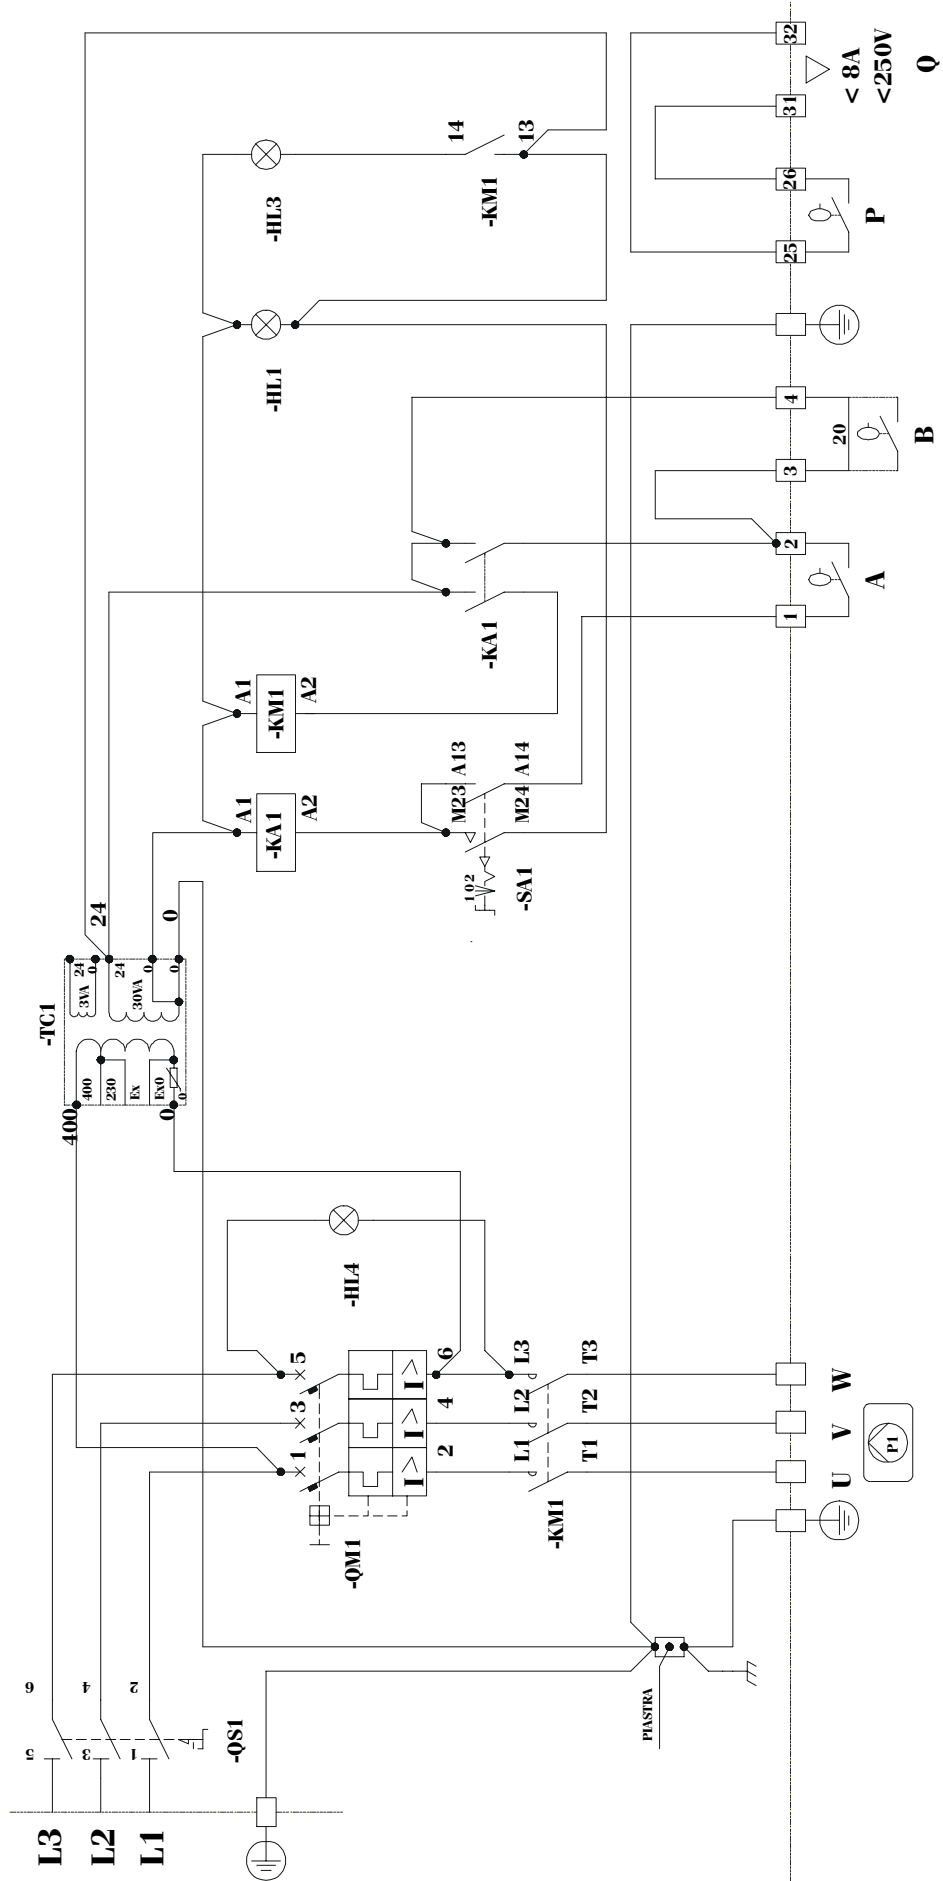 L3
L2
L1
5
3
1
6
4
2
-QS1
PIASTRA
-QM1
1
3
5
I >
I >
I >
2
4
6
-HL4
L1
L2
L3
-KM1
T1
T2
T3
U
V
W
P1
-TC1
400
0
400
230
Ex
Ex0
0
3VA
30VA
24
0
24
0
0
24
0
A1
-KA1
A2
A1
-KM1
A2
102
-SA1
M23
A13
M24
A14
-KA1
-HL1
-HL3
14
13
-KM1
1
2
3
4
25
26
31
32
A
20
B
P
< 8A
<250V
Q